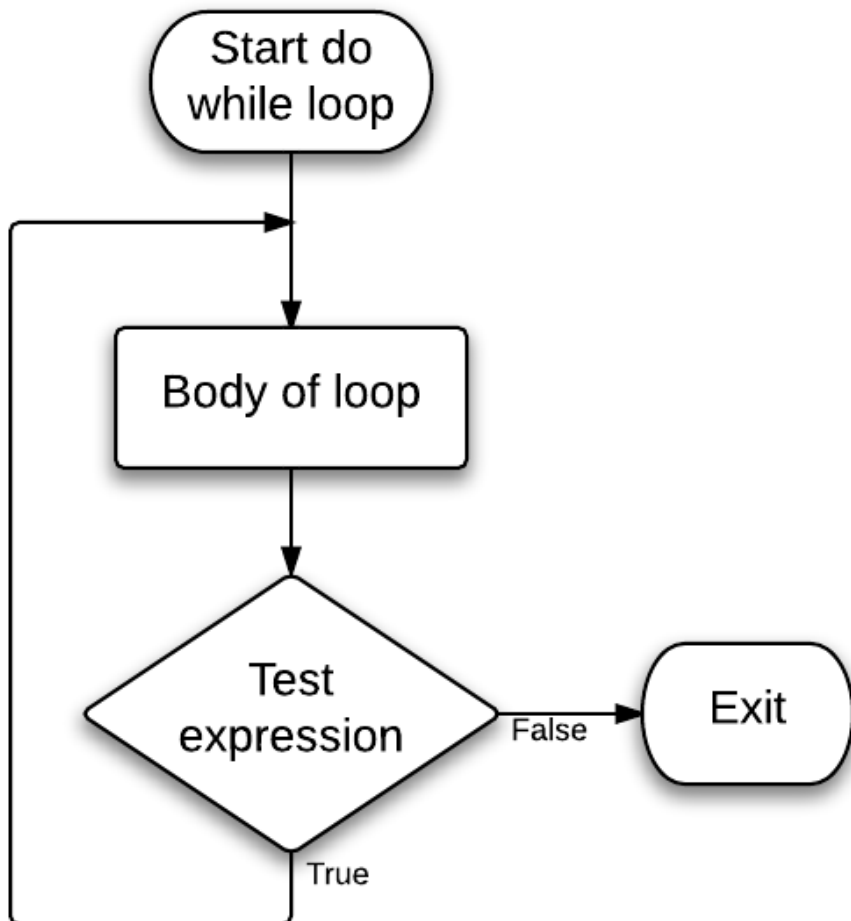 Start do
while loop
Body of loop
Test
expression
False
Exit
True